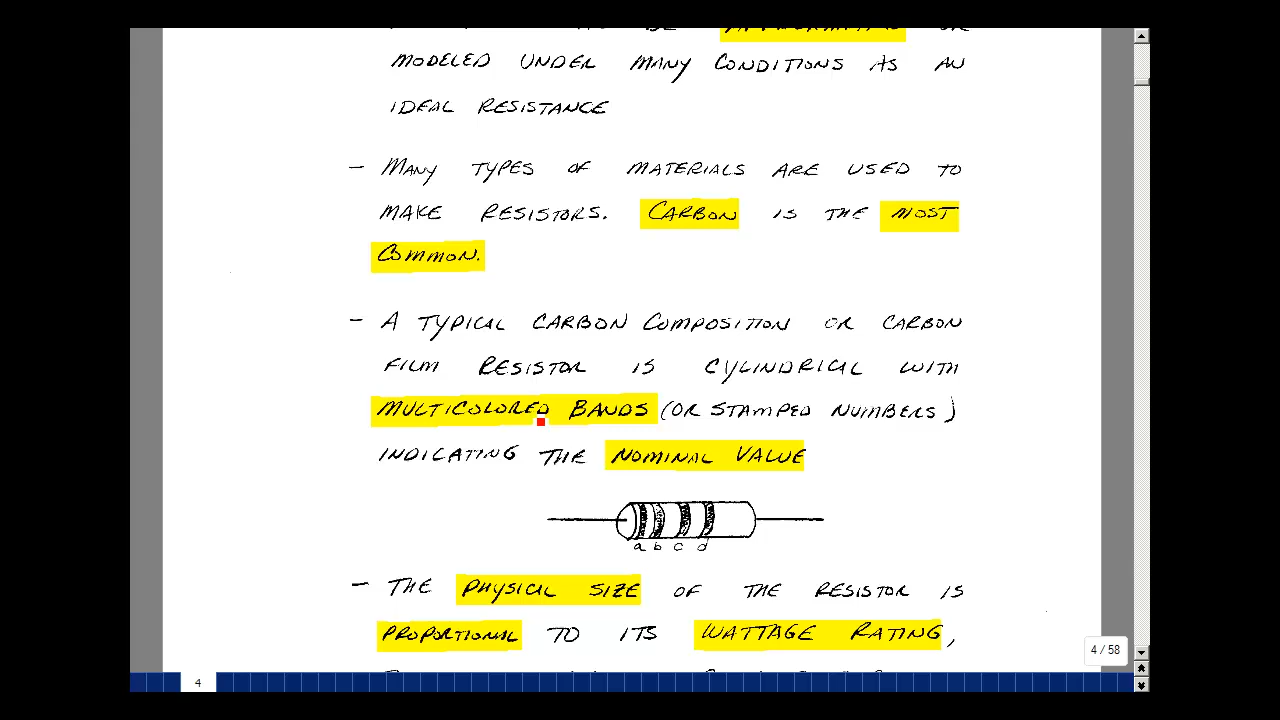 MODELED UNDER MANY CONDITIONS AS AN
IDEAL RESISTANCE
– MANY TYPES OF MATERIALS ARE USED TO
MAKE RESISTORS. CARBON IS THE MOST
COMMON.
– A TYPICAL CARBON COMPOSITION OR CARBON
FILM RESISTOR IS CYLINDRICAL WITH
MULTICOLORED BANDS (OR STAMPED NUMBERS)
INDICATING THE NOMINAL VALUE
a b c d
– THE PHYSICAL SIZE OF THE RESISTOR IS
PROPORTIONAL TO ITS WATTAGE RATING,
4 / 58
4